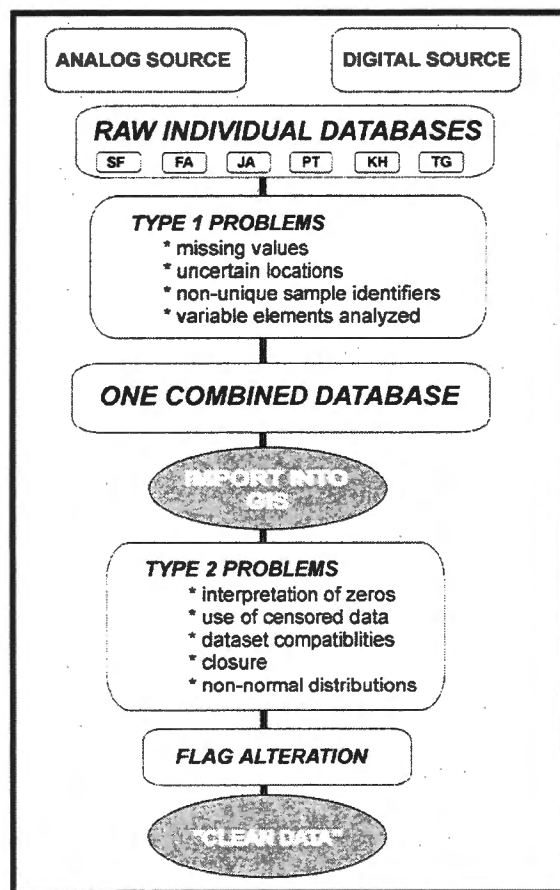 ANALOG SOURCE DIGITAL SOURCE
RAW INDIVIDUAL DATABASES
SF FA JA PT KH TG
TYPE 1 PROBLEMS
* missing values
* uncertain locations
* non-unique sample identifiers
* variable elements analyzed
ONE COMBINED DATABASE
IMPORT INTO
GIS
TYPE 2 PROBLEMS
* interpretation of zeros
* use of censored data
* dataset compatiblities
* closure
* non-normal distributions
FLAG ALTERATION
"CLEAN DATA"